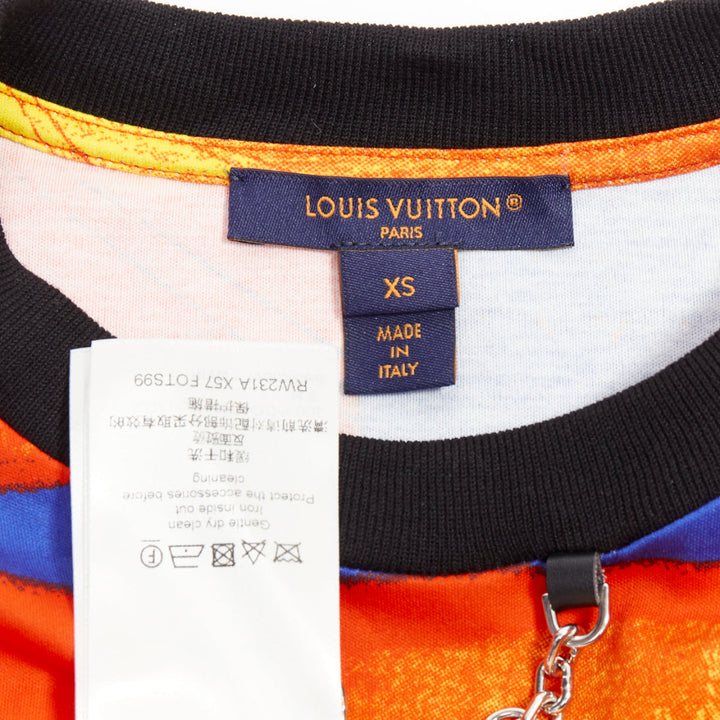 LOUIS VUITTON®
PARIS
XS
MADE
IN
ITALY
F
Gentle dry clean
Iron inside out
Protect the accessories before
cleaning
缓和干洗
反面熨烫
清洗前请对配饰部分采取有效的
保护措施
RW231A X57 FOTS99